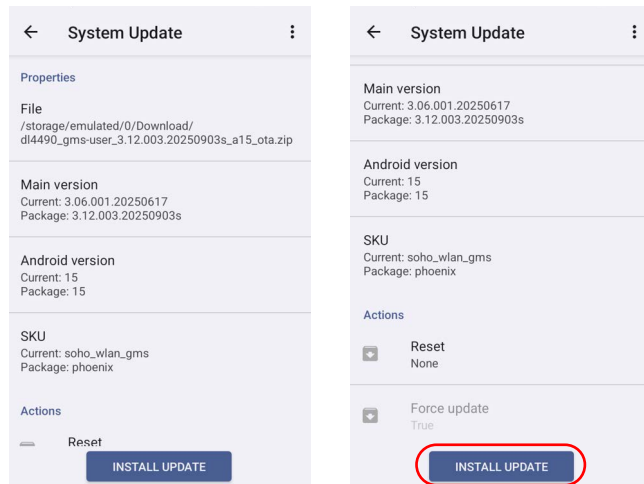 System Update
Properties
File
/storage/emulated/0/Download/
dl4490_gms-user_3.12.003.20250903s_a15_ota.zip
Main version
Current: 3.06.001.20250617
Package: 3.12.003.20250903s
Android version
Current: 15
Package: 15
SKU
Current: soho_wlan_gms
Package: phoenix
Actions
Reset
INSTALL UPDATE
System Update
Main version
Current: 3.06.001.20250617
Package: 3.12.003.20250903s
Android version
Current: 15
Package: 15
SKU
Current: soho_wlan_gms
Package: phoenix
Actions
Reset
None
Force update
True
INSTALL UPDATE